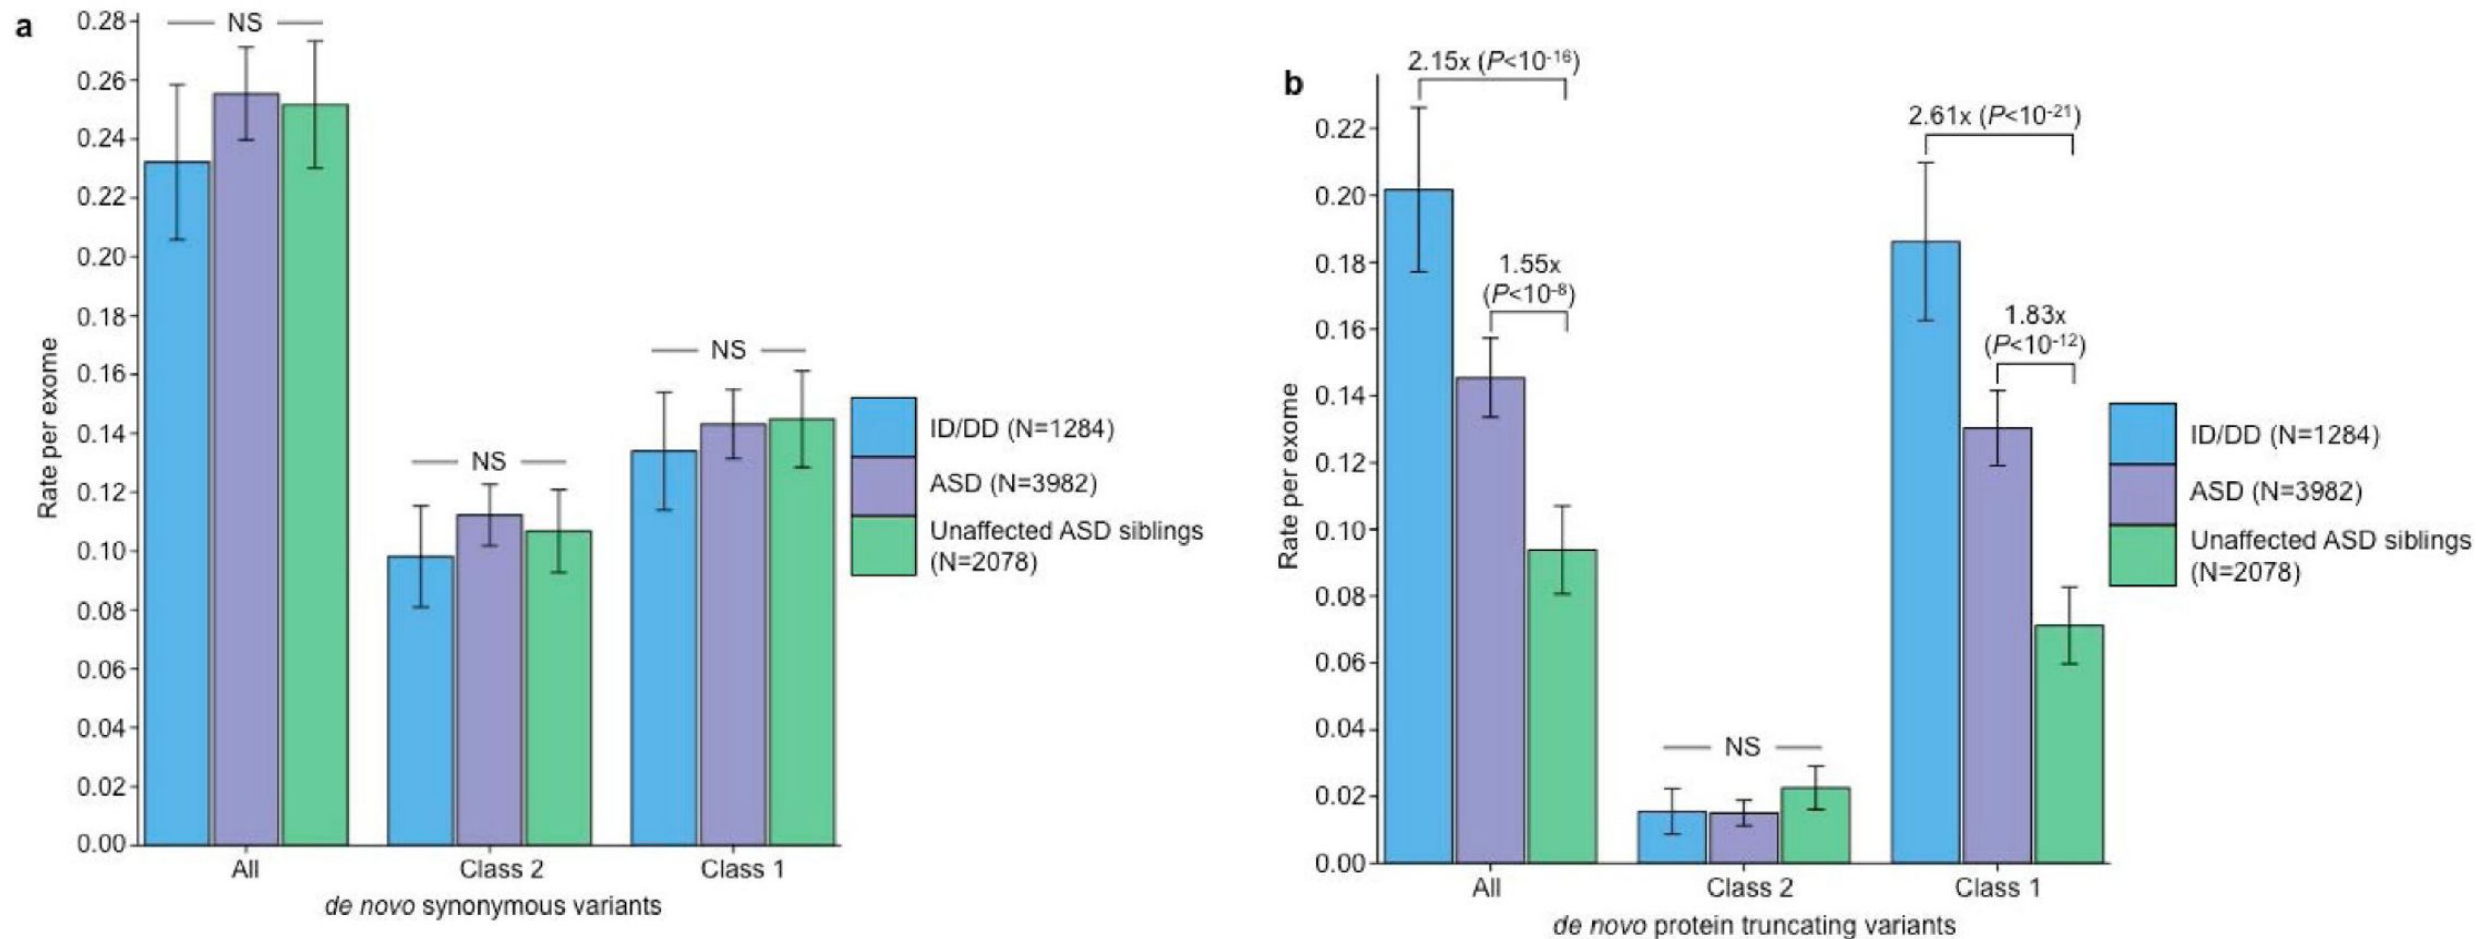 a
NS
0.28
0.26
0.24
0.22
0.20
0.18
0.16
0.14
0.12
0.10
0.08
0.06
0.04
0.02
0.00
Rate per exome
NS
NS
All
Class 2
Class 1
de novo synonymous variants
ID/DD (N=1284)
ASD (N=3982)
Unaffected ASD siblings
(N=2078)
b
2.15x (P<10⁻¹⁶)
2.61x (P<10⁻²¹)
1.55x
(P<10⁻⁸)
1.83x
(P<10⁻¹²)
0.22
0.20
0.18
0.16
0.14
0.12
0.10
0.08
0.06
0.04
0.02
0.00
Rate per exome
NS
All
Class 2
Class 1
de novo protein truncating variants
ID/DD (N=1284)
ASD (N=3982)
Unaffected ASD siblings
(N=2078)